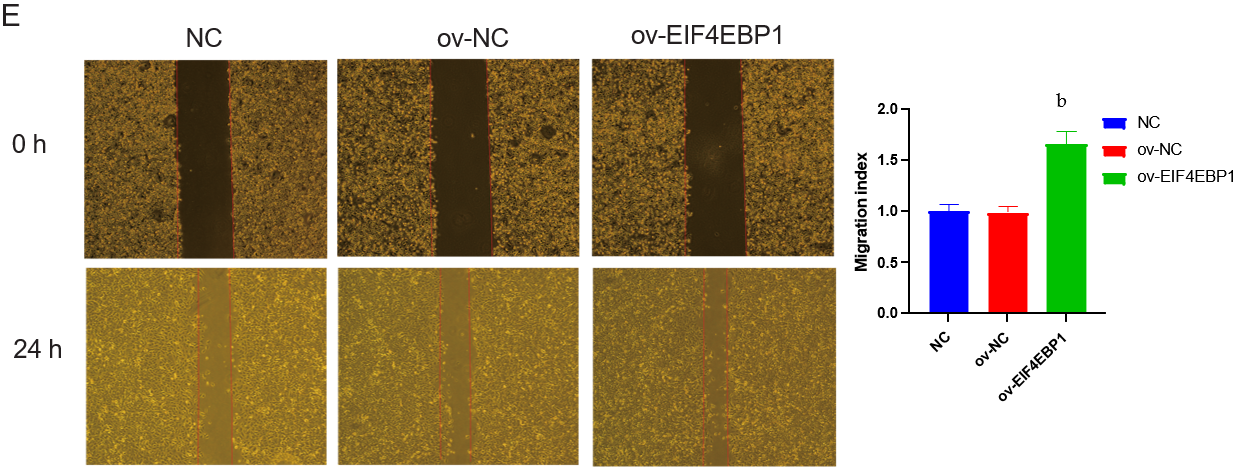 E
NC
ov-NC
ov-EIF4EBP1
0 h
24 h
b
2.0
1.5
1.0
0.5
0.0
Migration index
NC
ov-NC
ov-EIF4EBP1
NC
ov-NC
ov-EIF4EBP1